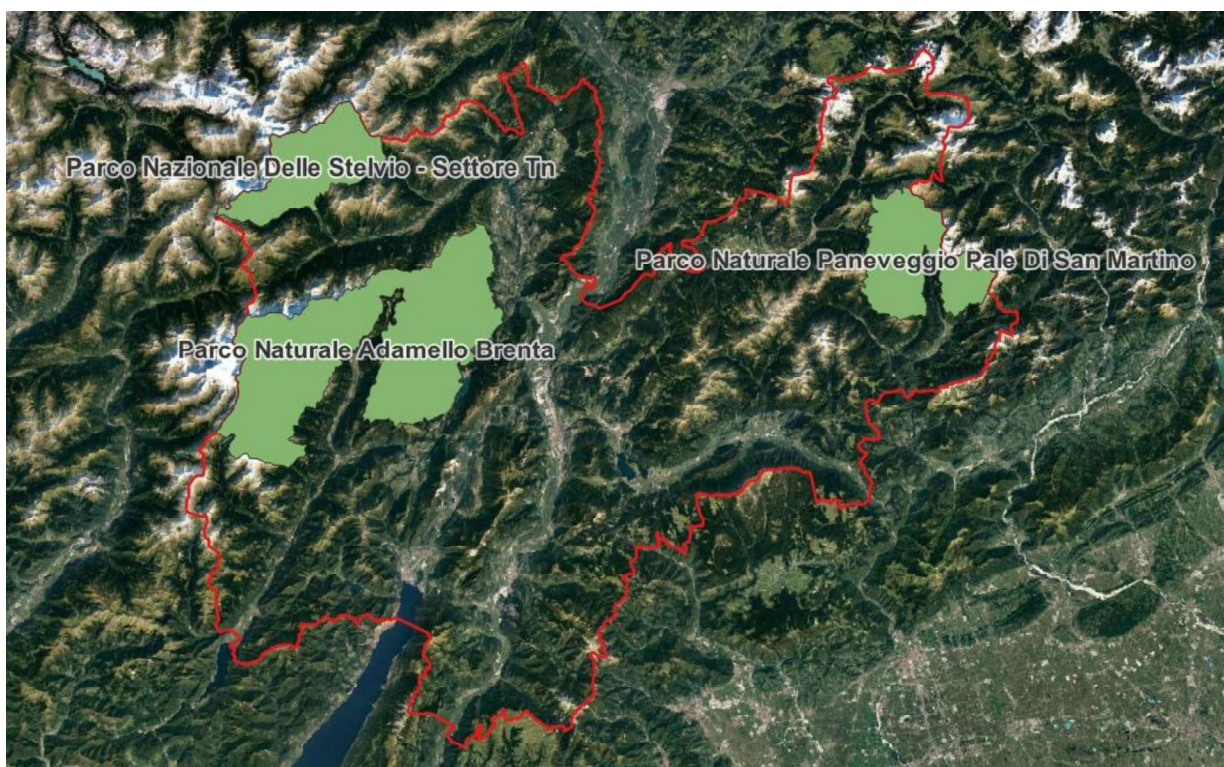 Parco Nazionale Delle Stelvio - Settore Tn
Parco Naturale Paneveggio Pale Di San Martino
Parco Naturale Adamello Brenta